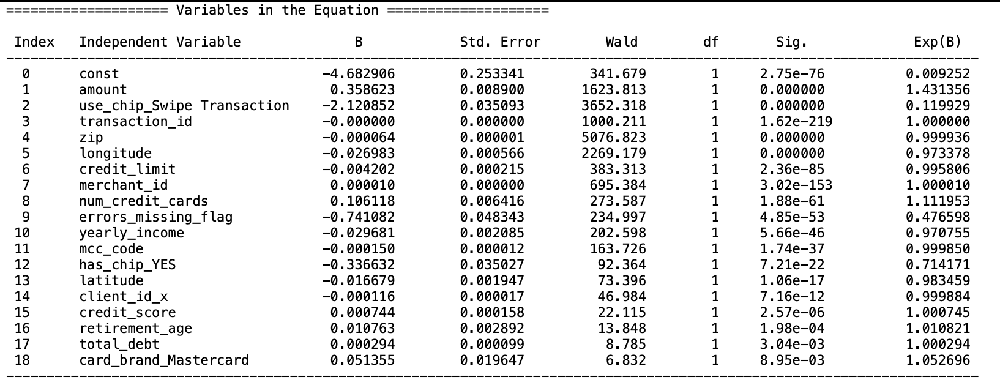 ==================== Variables in the Equation ====================
Index Independent Variable B Std. Error Wald df Sig. Exp(B)
0 const -4.682906 0.253341 341.679 1 2.75e-76 0.009252
1 amount 0.358623 0.008900 1623.813 1 0.000000 1.431356
2 use_chip_Swipe Transaction -2.120852 0.035093 3652.318 1 0.000000 0.119929
3 transaction_id -0.000000 0.000000 1000.211 1 1.62e-219 1.000000
4 zip -0.000064 0.000001 5076.823 1 0.000000 0.999936
5 longitude -0.026983 0.000566 2269.179 1 0.000000 0.973378
6 credit_limit -0.004202 0.000215 383.313 1 2.36e-85 0.995806
7 merchant_id 0.000010 0.000000 695.384 1 3.02e-153 1.000010
8 num_credit_cards 0.106118 0.006416 273.587 1 1.88e-61 1.111953
9 errors_missing_flag -0.741082 0.048343 234.997 1 4.85e-53 0.476598
10 yearly_income -0.029681 0.002085 202.598 1 5.66e-46 0.970755
11 mcc_code -0.000150 0.000012 163.726 1 1.74e-37 0.999850
12 has_chip_YES -0.336632 0.035027 92.364 1 7.21e-22 0.714171
13 latitude -0.016679 0.001947 73.396 1 1.06e-17 0.983459
14 client_id_x -0.000116 0.000017 46.984 1 7.16e-12 0.999884
15 credit_score 0.000744 0.000158 22.115 1 2.57e-06 1.000745
16 retirement_age 0.010763 0.002892 13.848 1 1.98e-04 1.010821
17 total_debt 0.000294 0.000099 8.785 1 3.04e-03 1.000294
18 card_brand_Mastercard 0.051355 0.019647 6.832 1 8.95e-03 1.052696